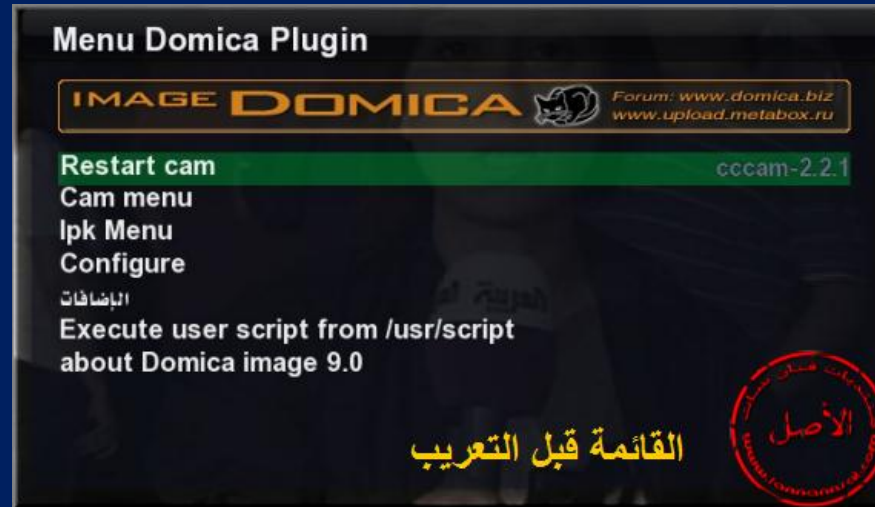 Menu Domica Plugin
IMAGE DOMICA
Forum: www.domica.biz
www.upload.metabox.ru
Restart cam cccam-2.2.1
Cam menu
Ipk Menu
Configure
الإضافات
Execute user script from /usr/script
about Domica image 9.0
القائمة قبل التعريب
الأصل